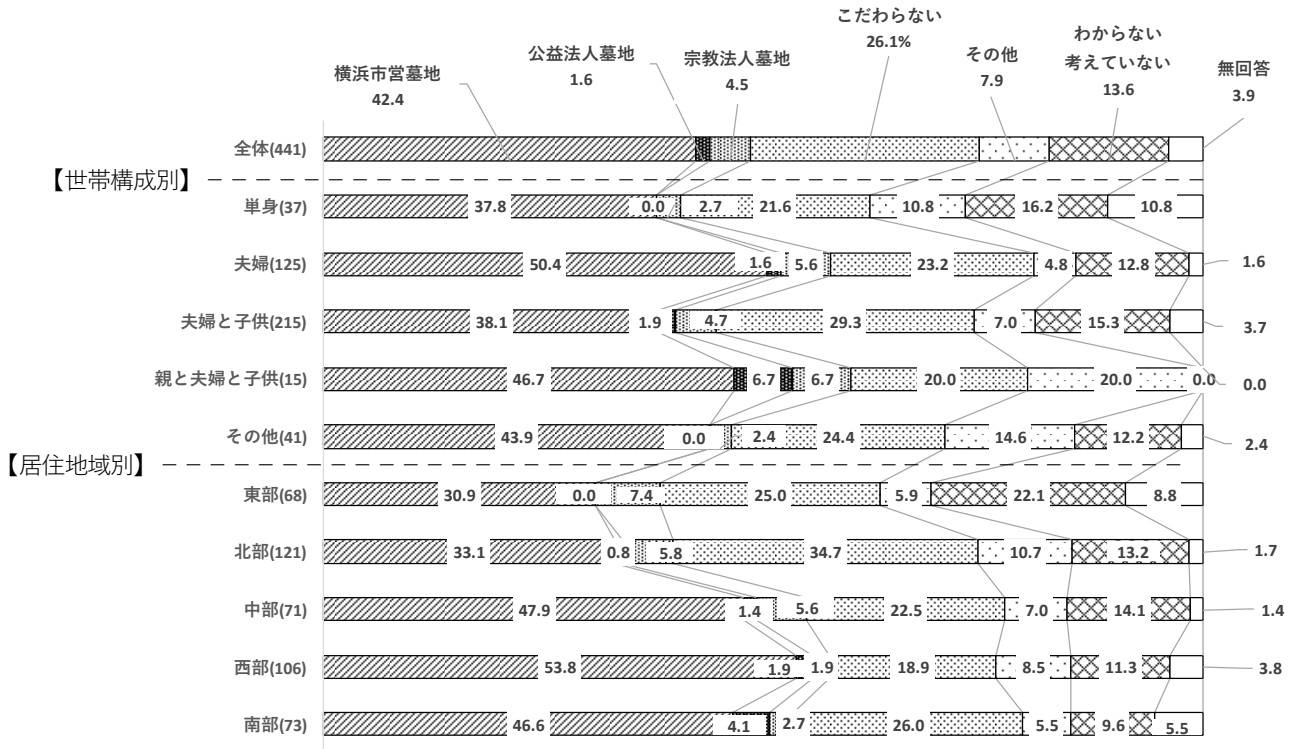 こだわらない
26.1%
わからない
考えていない
13.6
公益法人墓地
1.6
宗教法人墓地
4.5
その他
7.9
横浜市営墓地
42.4
無回答
3.9
全体(441)
【世帯構成別】
単身(37) 37.8 0.0 2.7 21.6 10.8 16.2 10.8
夫婦(125) 50.4 1.6 5.6 23.2 4.8 12.8 1.6
夫婦と子供(215) 38.1 1.9 4.7 29.3 7.0 15.3 3.7
親と夫婦と子供(15) 46.7 6.7 6.7 20.0 20.0 0.0 0.0
その他(41) 43.9 0.0 2.4 24.4 14.6 12.2 2.4
【居住地域別】
東部(68) 30.9 0.0 7.4 25.0 5.9 22.1 8.8
北部(121) 33.1 0.8 5.8 34.7 10.7 13.2 1.7
中部(71) 47.9 1.4 5.6 22.5 7.0 14.1 1.4
西部(106) 53.8 1.9 1.9 18.9 8.5 11.3 3.8
南部(73) 46.6 4.1 2.7 26.0 5.5 9.6 5.5